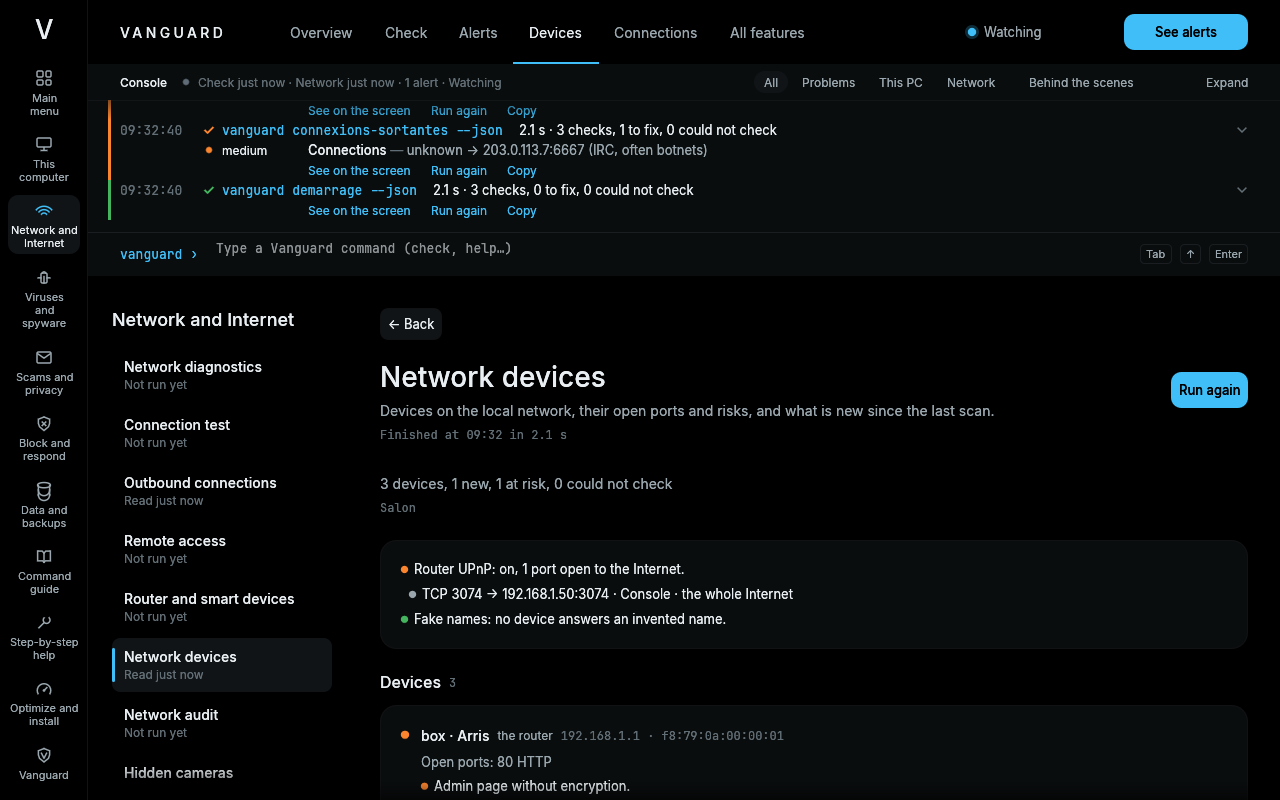 V
VANGUARD
Overview
Check
Alerts
Devices
Connections
All features
Watching
See alerts
Main
menu
This
computer
Network and
Internet
Viruses
and
spyware
Scams and
privacy
Block and
respond
Data and
backups
Command
guide
Step-by-step
help
Optimize and
install
Vanguard
Console
Check just now · Network just now · 1 alert · Watching
All
Problems
This PC
Network
Behind the scenes
Expand
See on the screen Run again Copy
09:32:40 vanguard connexions-sortantes --json 2.1 s · 3 checks, 1 to fix, 0 could not check
medium Connections — unknown → 203.0.113.7:6667 (IRC, often botnets)
See on the screen Run again Copy
09:32:40 vanguard demarrage --json 2.1 s · 3 checks, 0 to fix, 0 could not check
See on the screen Run again Copy
vanguard › Type a Vanguard command (check, help…)
Tab ↑ Enter
Network and Internet
Network diagnostics
Not run yet
Connection test
Not run yet
Outbound connections
Read just now
Remote access
Not run yet
Router and smart devices
Not run yet
Network devices
Read just now
Network audit
Not run yet
Hidden cameras
← Back
Network devices
Run again
Devices on the local network, their open ports and risks, and what is new since the last scan.
Finished at 09:32 in 2.1 s
3 devices, 1 new, 1 at risk, 0 could not check
Salon
Router UPnP: on, 1 port open to the Internet.
TCP 3074 → 192.168.1.50:3074 · Console · the whole Internet
Fake names: no device answers an invented name.
Devices 3
box · Arris the router 192.168.1.1 · f8:79:0a:00:00:01
Open ports: 80 HTTP
Admin page without encryption.